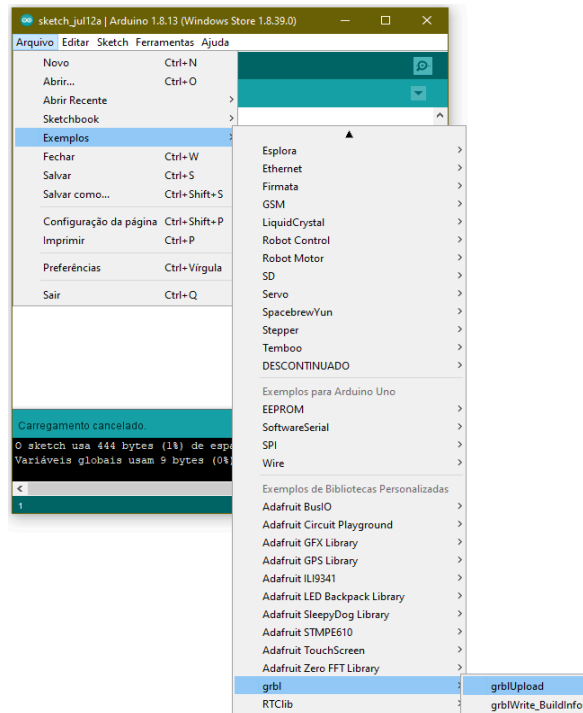 sketch_jul12a | Arduino 1.8.13 (Windows Store 1.8.39.0)
Arquivo Editar Sketch Ferramentas Ajuda
Novo Ctrl+N
Abrir... Ctrl+O
Abrir Recente
Sketchbook
Exemplos
Fechar Ctrl+W
Salvar Ctrl+S
Salvar como... Ctrl+Shift+S
Configuração da página Ctrl+Shift+P
Imprimir Ctrl+P
Preferências Ctrl+Vírgula
Sair Ctrl+Q
Esplora
Ethernet
Firmata
GSM
LiquidCrystal
Robot Control
Robot Motor
SD
Servo
SpacebrewYun
Stepper
Temboo
DESCONTINUADO
Exemplos para Arduino Uno
EEPROM
SoftwareSerial
SPI
Wire
Exemplos de Bibliotecas Personalizadas
Adafruit BusIO
Adafruit Circuit Playground
Adafruit GFX Library
Adafruit GPS Library
Adafruit ILI9341
Adafruit LED Backpack Library
Adafruit SleepyDog Library
Adafruit STMPE610
Adafruit TouchScreen
Adafruit Zero FFT Library
grbl
RTClib
grblUpload
grblWrite_BuildInfo
Carregamento cancelado.
O sketch usa 444 bytes (1%) de espa
Variáveis globais usam 9 bytes (0%)
1